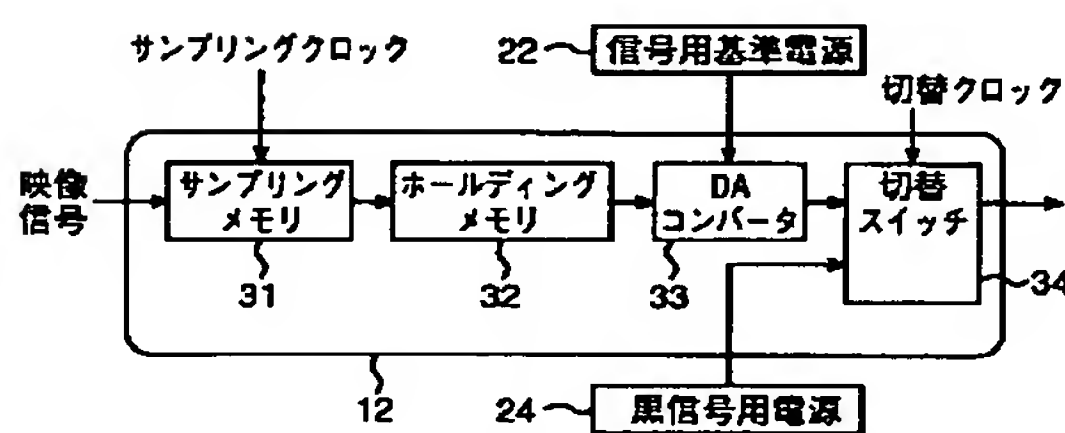 サンプリングクロック
22
信号用基準電源
切替クロック
映像
信号
サンプリング
メモリ
ホールディング
メモリ
DA
コンバータ
切替
スイッチ
31
32
33
34
12
24
黒信号用電源